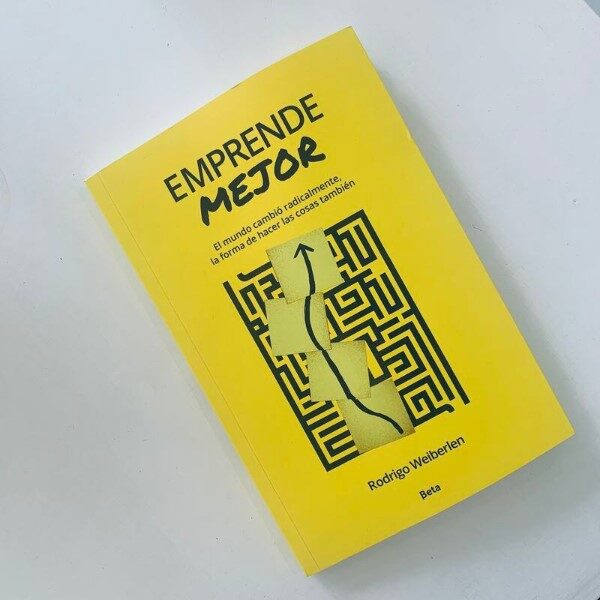 EMPRENDE
MEJOR
El mundo cambió radicalmente,
la forma de hacer las cosas también
Rodrigo Weiberlen
Beta